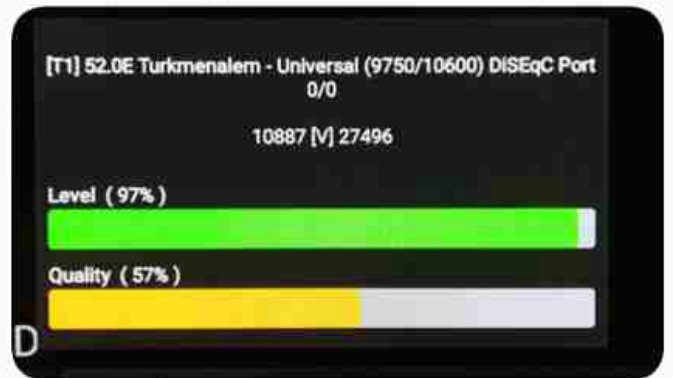 [T1] 52.0E Turkmenalem - Universal (9750/10600) DiSEqC Port
0/0
10887 [V] 27496
Level ( 97% )
Quality ( 57% )
D